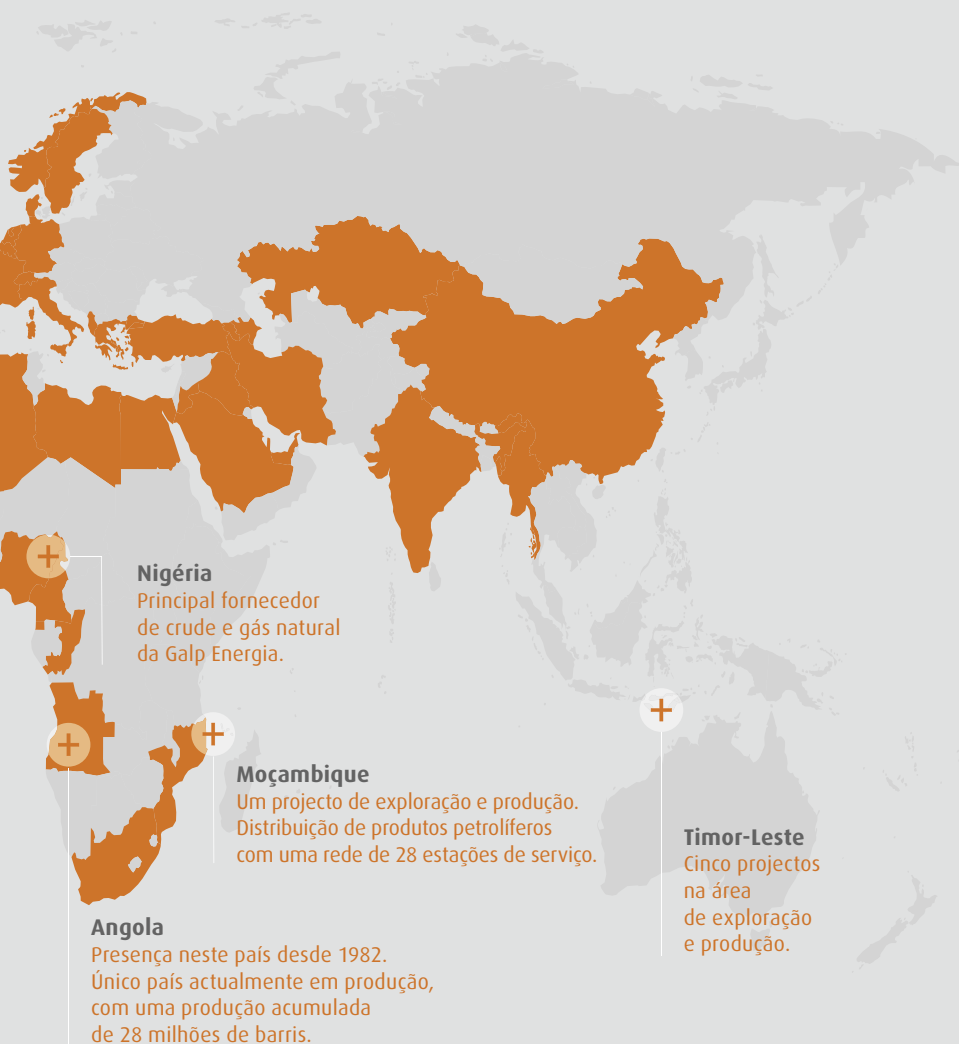 Nigéria
Principal fornecedor
de crude e gás natural
da Galp Energia.
Moçambique
Um projecto de exploração e produção.
Distribuição de produtos petrolíferos
com uma rede de 28 estações de serviço.
Timor-Leste
Cinco projectos
na área
de exploração
e produção.
Angola
Presença neste país desde 1982.
Único país actualmente em produção,
com uma produção acumulada
de 28 milhões de barris.